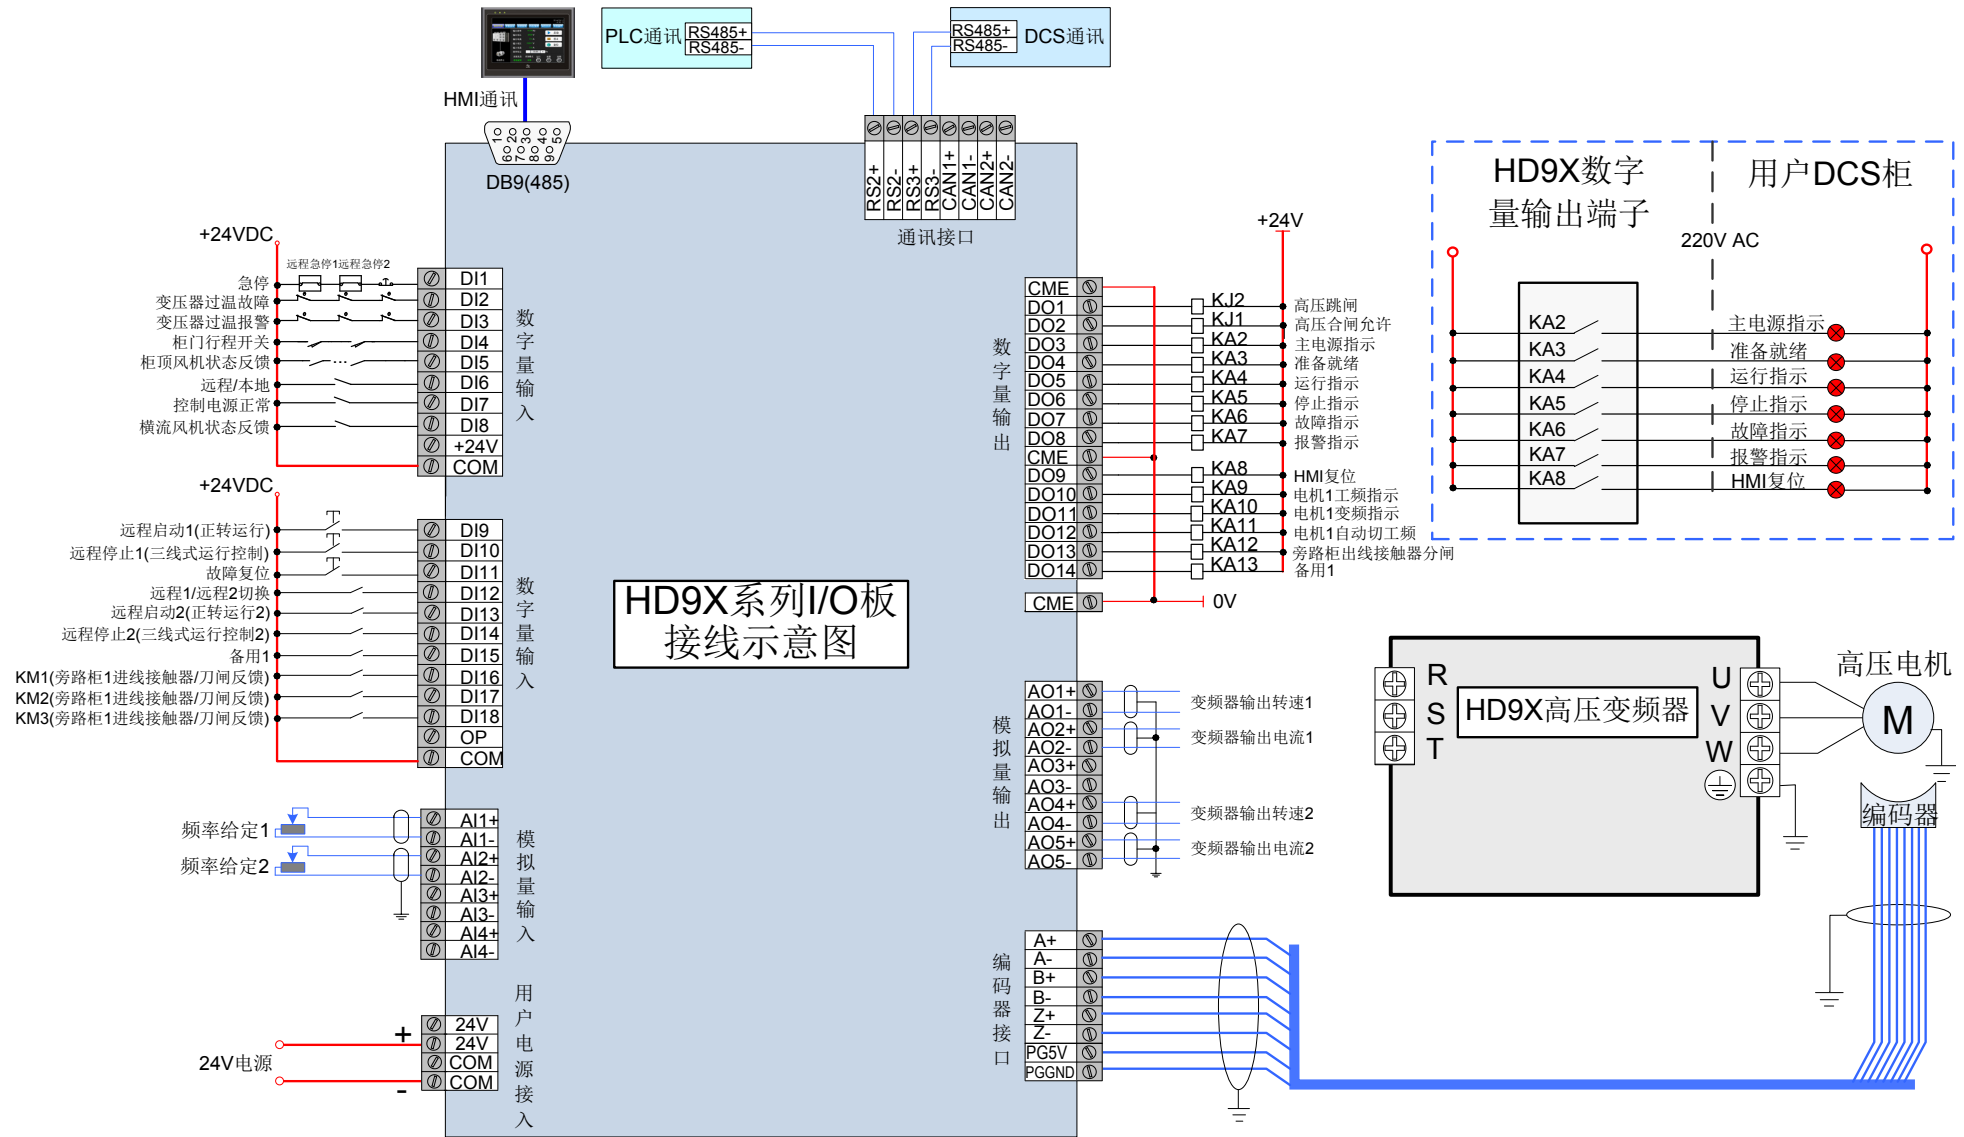 PLC通讯
RS485+
RS485-
RS485+
RS485-
DCS通讯
HMI通讯
1 2 3 4 5
6 7 8 9
DB9(485)
RS2+
RS2-
RS3+
RS3-
CAN1+
CAN1-
CAN2+
CAN2-
通讯接口
+24VDC
远程急停1远程急停2
急停
变压器过温故障
变压器过温报警
柜门行程开关
柜顶风机状态反馈
远程/本地
控制电源正常
横流风机状态反馈
DI1
DI2
DI3
DI4
DI5
DI6
DI7
DI8
+24V
COM
数字量输入
+24VDC
远程启动1(正转运行)
远程停止1(三线式运行控制)
故障复位
远程1/远程2切换
远程启动2(正转运行2)
远程停止2(三线式运行控制2)
备用1
KM1(旁路柜1进线接触器/刀闸反馈)
KM2(旁路柜1进线接触器/刀闸反馈)
KM3(旁路柜1进线接触器/刀闸反馈)
DI9
DI10
DI11
DI12
DI13
DI14
DI15
DI16
DI17
DI18
OP
COM
数字量输入
频率给定1
频率给定2
AI1+
AI1-
AI2+
AI2-
AI3+
AI3-
AI4+
AI4-
模拟量输入
24V电源
+
-
24V
24V
COM
COM
用户电源接入
HD9X系列I/O板
接线示意图
数字量输出
CME
DO1
DO2
DO3
DO4
DO5
DO6
DO7
DO8
CME
DO9
DO10
DO11
DO12
DO13
DO14
CME
0V
+24V
KJ2 高压跳闸
KJ1 高压合闸允许
KA2 主电源指示
KA3 准备就绪
KA4 运行指示
KA5 停止指示
KA6 故障指示
KA7 报警指示
KA8 HMI复位
KA9 电机1工频指示
KA10 电机1变频指示
KA11 电机1自动切工频
KA12 旁路柜出线接触器分闸
KA13 备用1
模拟量输出
AO1+
AO1-
AO2+
AO2-
AO3+
AO3-
AO4+
AO4-
AO5+
AO5-
变频器输出转速1
变频器输出电流1
变频器输出转速2
变频器输出电流2
编码器接口
A+
A-
B+
B-
Z+
Z-
PG5V
PGGND
HD9X数字
量输出端子
用户DCS柜
220V AC
KA2 主电源指示
KA3 准备就绪
KA4 运行指示
KA5 停止指示
KA6 故障指示
KA7 报警指示
KA8 HMI复位
R
S
T
HD9X高压变频器
U
V
W
高压电机
M
编码器